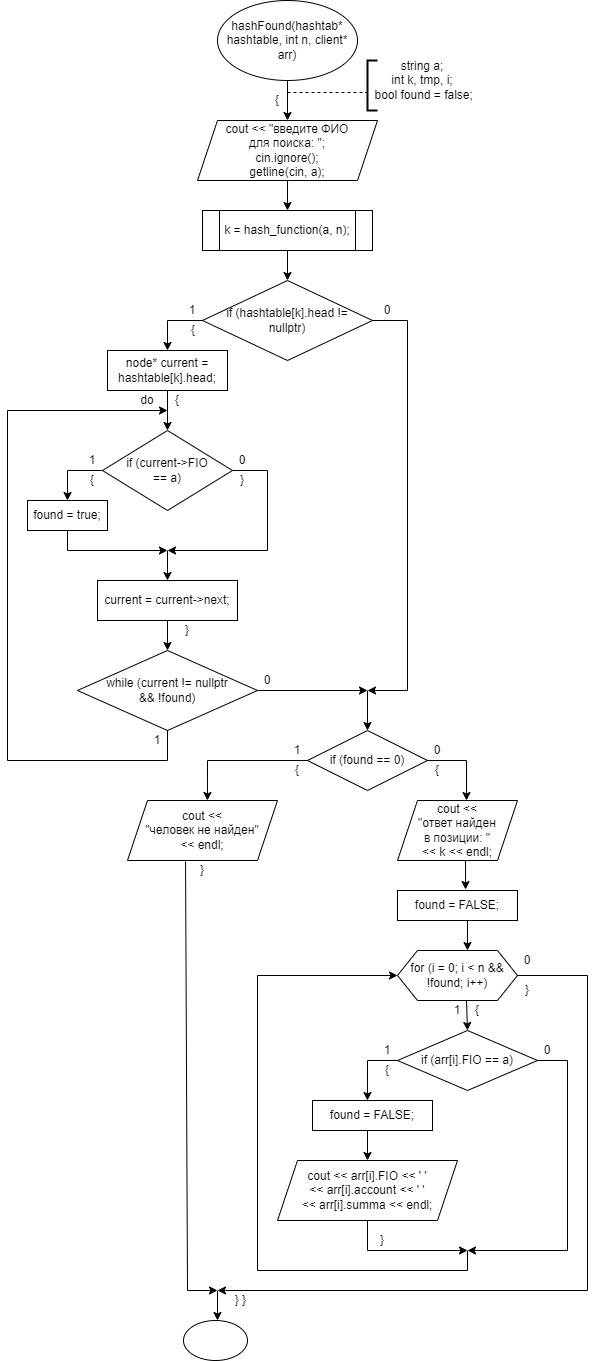 hashFound(hashtab*
hashtable, int n, client*
arr)
string a;
int k, tmp, i;
bool found = false;
{
cout << "введите ФИО
для поиска: ";
cin.ignore();
getline(cin, a);
k = hash_function(a, n);
if (hashtable[k].head !=
nullptr)
1
0
{
node* current =
hashtable[k].head;
do
{
if (current->FIO
== a)
1
0
{
}
found = true;
current = current->next;
}
while (current != nullptr
&& !found)
0
1
if (found == 0)
1
0
{
{
cout <<
"человек не найден"
<< endl;
}
cout <<
"ответ найден
в позиции: "
<< k << endl;
found = FALSE;
for (i = 0; i < n &&
!found; i++)
0
}
1
{
if (arr[i].FIO == a)
1
0
{
found = FALSE;
cout << arr[i].FIO << ' '
<< arr[i].account << ' '
<< arr[i].summa << endl;
}
} }